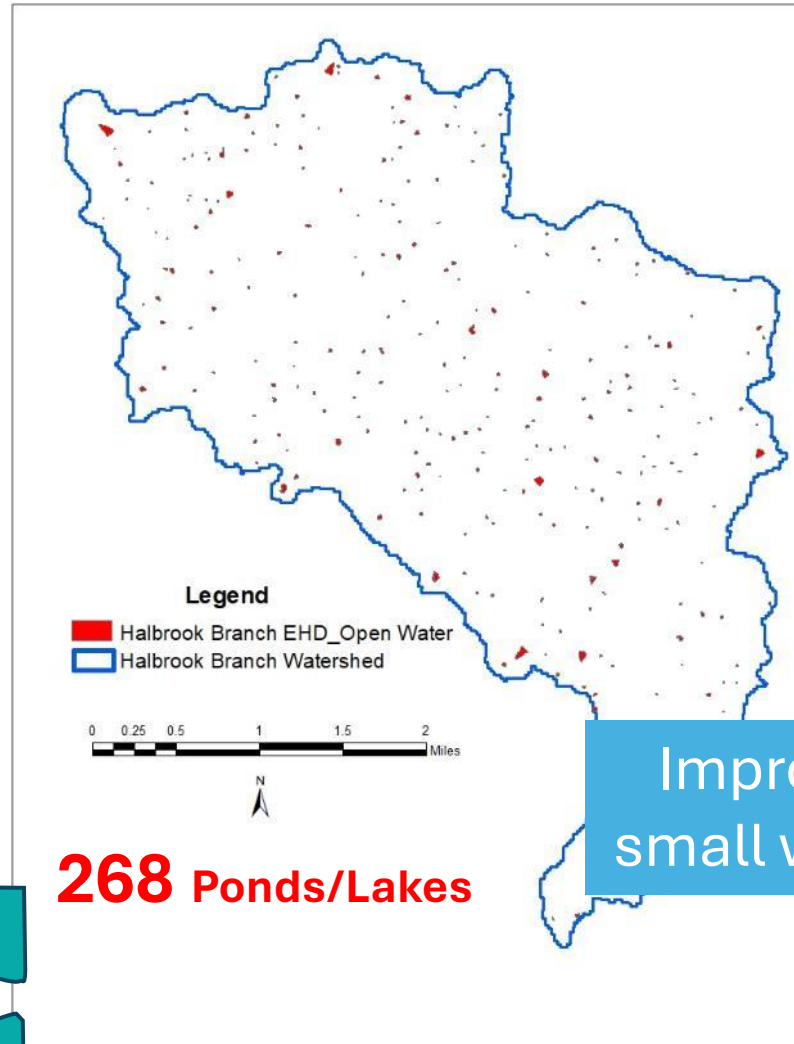 Legend
Halbrook Branch EHD_Open Water
Halbrook Branch Watershed
0 0.25 0.5 1 1.5 2
Miles
N
small
268 Ponds/Lakes